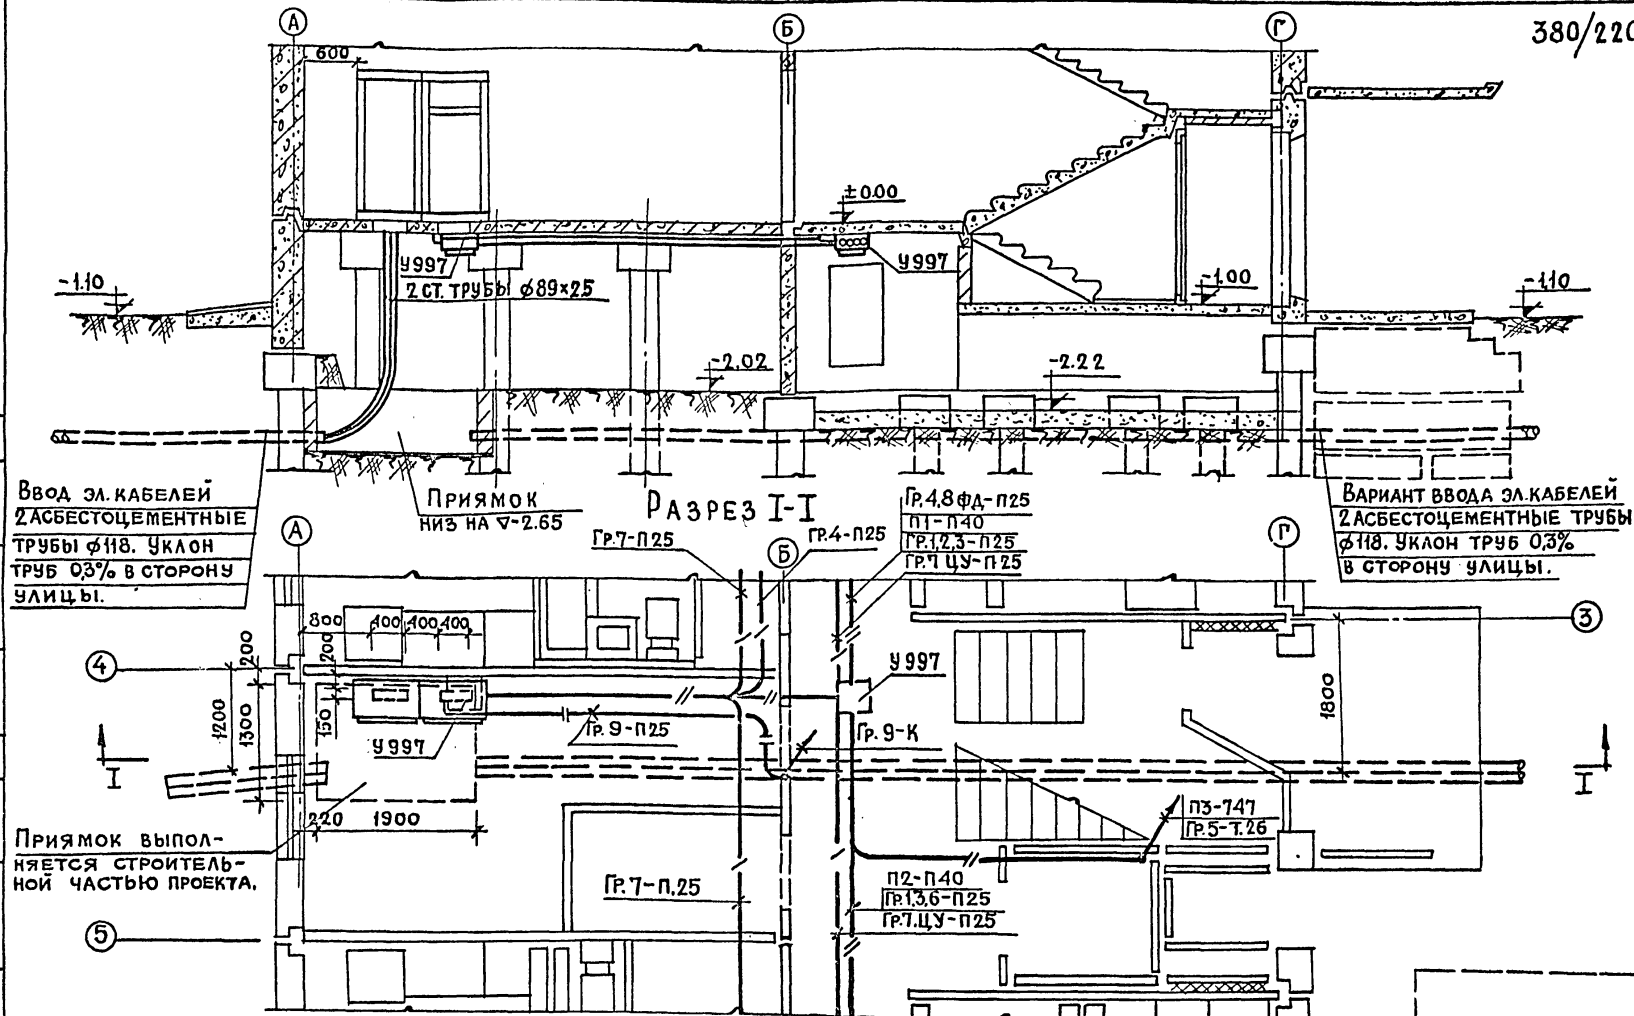 А
Б
Г
380/220
600
±0.00
У997
У997
2 СТ. ТРУБЫ ϕ89×2.5
-1.10
-1.00
-1.10
-2.02
-2.22
ВВОД ЭЛ. КАБЕЛЕЙ
2 АСБЕСТОЦЕМЕНТНЫЕ
ТРУБЫ ϕ118. УКЛОН
ТРУБ 0,3% В СТОРОНУ
УЛИЦЫ.
ПРИЯМОК
НИЗ НА ∇-2.65
РАЗРЕЗ I-I
ВАРИАНТ ВВОДА ЭЛ. КАБЕЛЕЙ
2 АСБЕСТОЦЕМЕНТНЫЕ ТРУБЫ
ϕ118. УКЛОН ТРУБ 0,3%
В СТОРОНУ УЛИЦЫ.
А
Б
Г
ГР.7-П25
ГР.4-П25
ГР.4,8 ФД-П25
П1-П40
ГР.1,2,3-П25
ГР.7 ЦУ-П25
3
4
800
400
400
400
200
200
1200
1300
150
У997
У997
ГР. 9-П25
ГР. 9-К
1800
I
I
220
1900
ПРИЯМОК ВЫПОЛ-
НЯЕТСЯ СТРОИТЕЛЬ-
НОЙ ЧАСТЬЮ ПРОЕКТА.
П3-747
ГР.5-Т.26
ГР.7-П.25
П2-П40
ГР.1,3,6-П25
ГР.7.ЦУ-П25
5